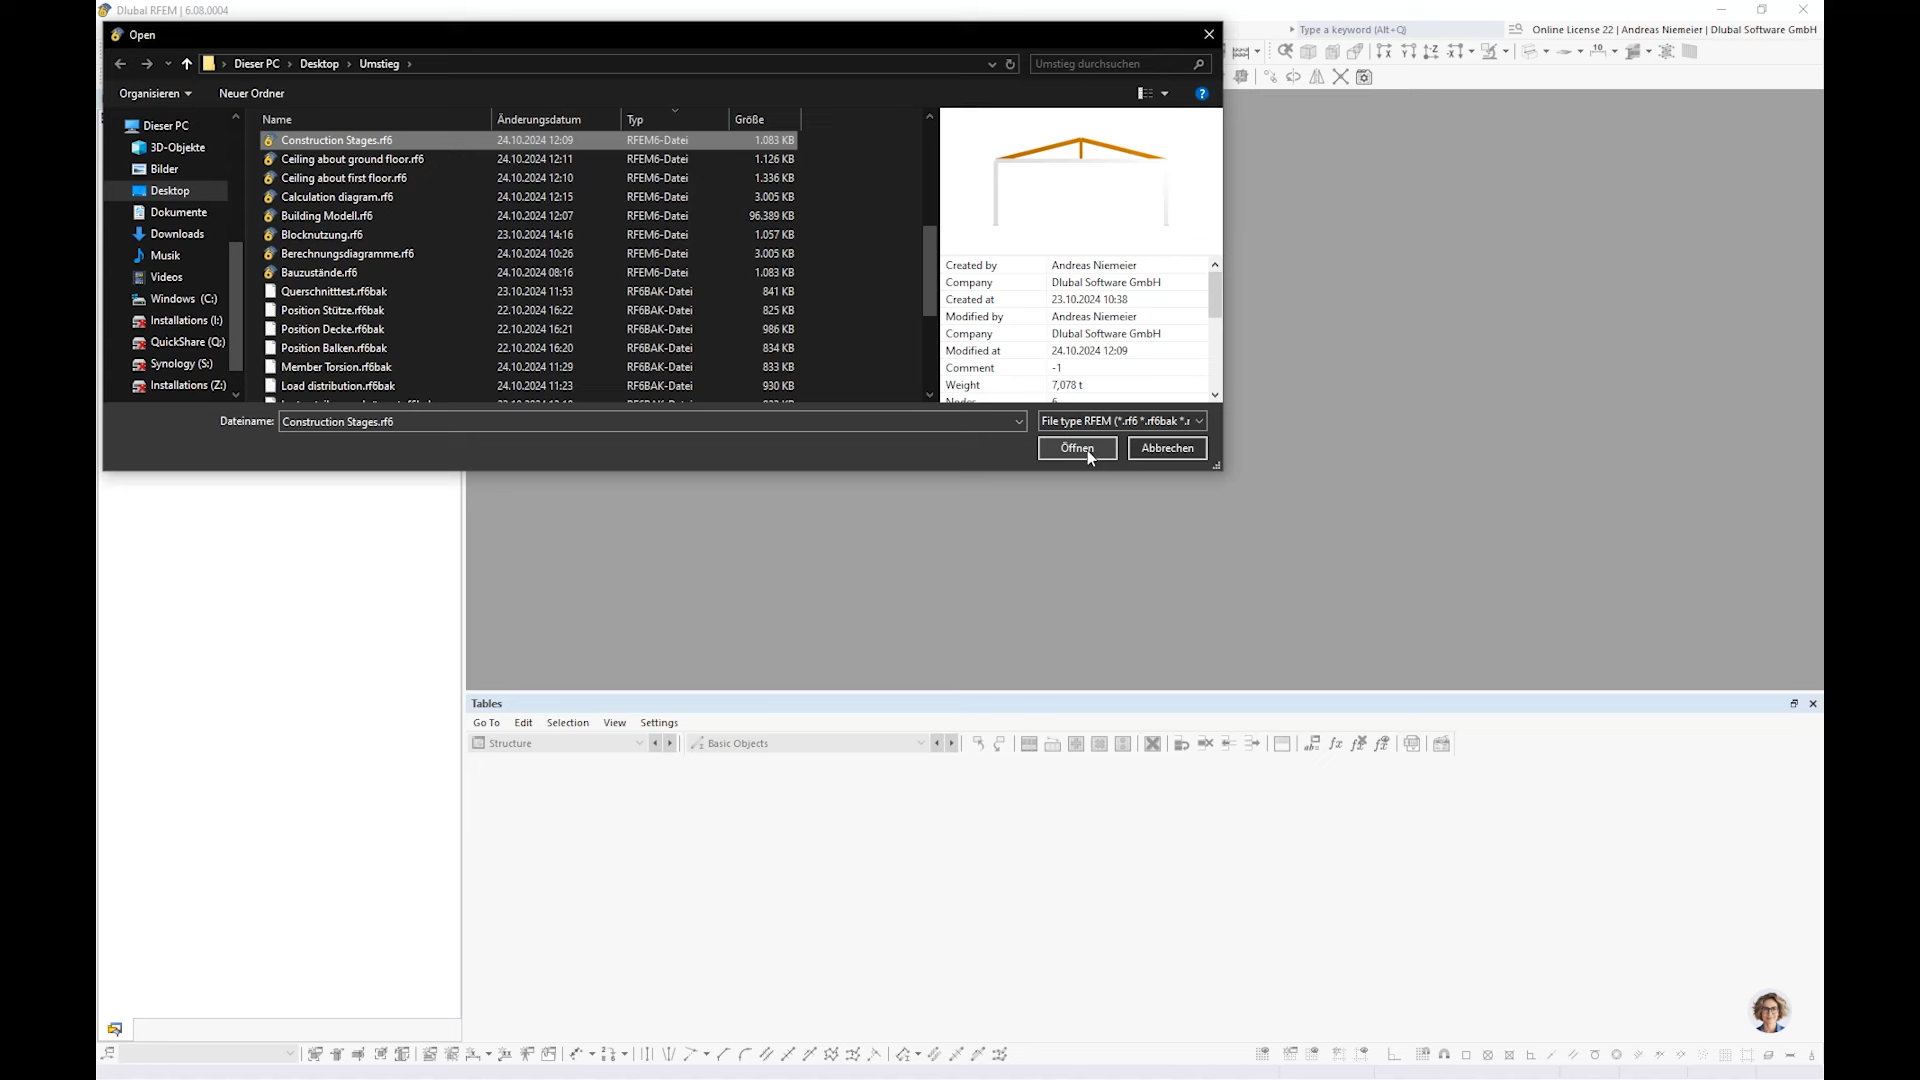 Dlubal RFEM | 6.08.0004
Open
Type a keyword (Alt+Q)
Online License 22 | Andreas Niemeier | Dlubal Software GmbH
Dieser PC
Desktop
Umstieg
Umstieg durchsuchen
Organisieren
Neuer Ordner
Dieser PC
3D-Objekte
Bilder
Desktop
Dokumente
Downloads
Musik
Videos
Windows (C:)
Installations (I:)
QuickShare (Q:)
Synology (S:)
Installations (Z:)
Name Änderungsdatum Typ Größe
Construction Stages.rf6 24.10.2024 12:09 RFEM6-Datei 1.083 KB
Ceiling about ground floor.rf6 24.10.2024 12:11 RFEM6-Datei 1.126 KB
Ceiling about first floor.rf6 24.10.2024 12:10 RFEM6-Datei 1.336 KB
Calculation diagram.rf6 24.10.2024 12:15 RFEM6-Datei 3.005 KB
Building Modell.rf6 24.10.2024 12:07 RFEM6-Datei 96.389 KB
Blocknutzung.rf6 23.10.2024 14:16 RFEM6-Datei 1.057 KB
Berechnungsdiagramme.rf6 24.10.2024 10:26 RFEM6-Datei 3.005 KB
Bauzustände.rf6 24.10.2024 08:16 RFEM6-Datei 1.083 KB
Querschnitttest.rf6bak 23.10.2024 11:53 RF6BAK-Datei 841 KB
Position Stütze.rf6bak 22.10.2024 16:22 RF6BAK-Datei 825 KB
Position Decke.rf6bak 22.10.2024 16:21 RF6BAK-Datei 986 KB
Position Balken.rf6bak 22.10.2024 16:20 RF6BAK-Datei 834 KB
Member Torsion.rf6bak 24.10.2024 11:29 RF6BAK-Datei 833 KB
Load distribution.rf6bak 24.10.2024 11:23 RF6BAK-Datei 930 KB
Created by Andreas Niemeier
Company Dlubal Software GmbH
Created at 23.10.2024 10:38
Modified by Andreas Niemeier
Company Dlubal Software GmbH
Modified at 24.10.2024 12:09
Comment -1
Weight 7,078 t
Nodes 6
Dateiname: Construction Stages.rf6
File type RFEM (*.rf6 *.rf6bak *.r
Öffnen
Abbrechen
Tables
Go To Edit Selection View Settings
Structure
Basic Objects